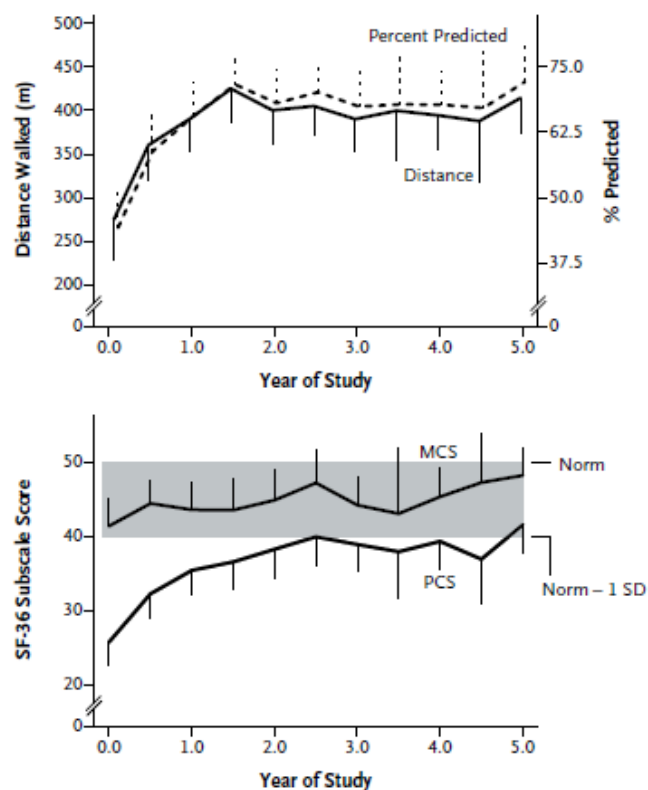 500
450
400
350
300
250
200
0
Distance Walked (m)
Percent Predicted
Distance
75.0
62.5
50.0
37.5
0
% Predicted
0.0 1.0 2.0 3.0 4.0 5.0
Year of Study
50
40
30
20
0
SF-36 Subscale Score
MCS
PCS
Norm
Norm – 1 SD
0.0 1.0 2.0 3.0 4.0 5.0
Year of Study